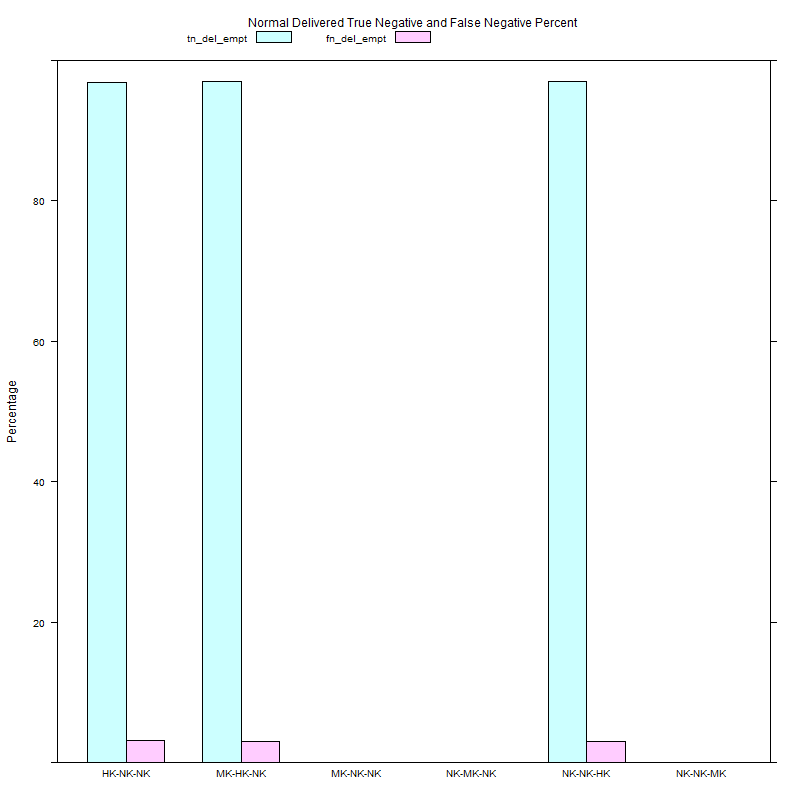 Normal Delivered True Negative and False Negative Percent
tn_del_empt fn_del_empt
80
60
40
20
Percentage
HK-NK-NK MK-HK-NK MK-NK-NK NK-MK-NK NK-NK-HK NK-NK-MK